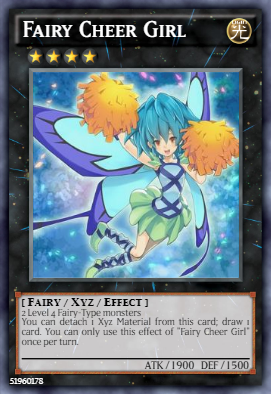 Fairy Cheer Girl
光
[ Fairy / Xyz / Effect ]
2 Level 4 Fairy-Type monsters
You can detach 1 Xyz Material from this card; draw 1
card. You can only use this effect of "Fairy Cheer Girl"
once per turn.
ATK / 1900 DEF / 1500
51960178